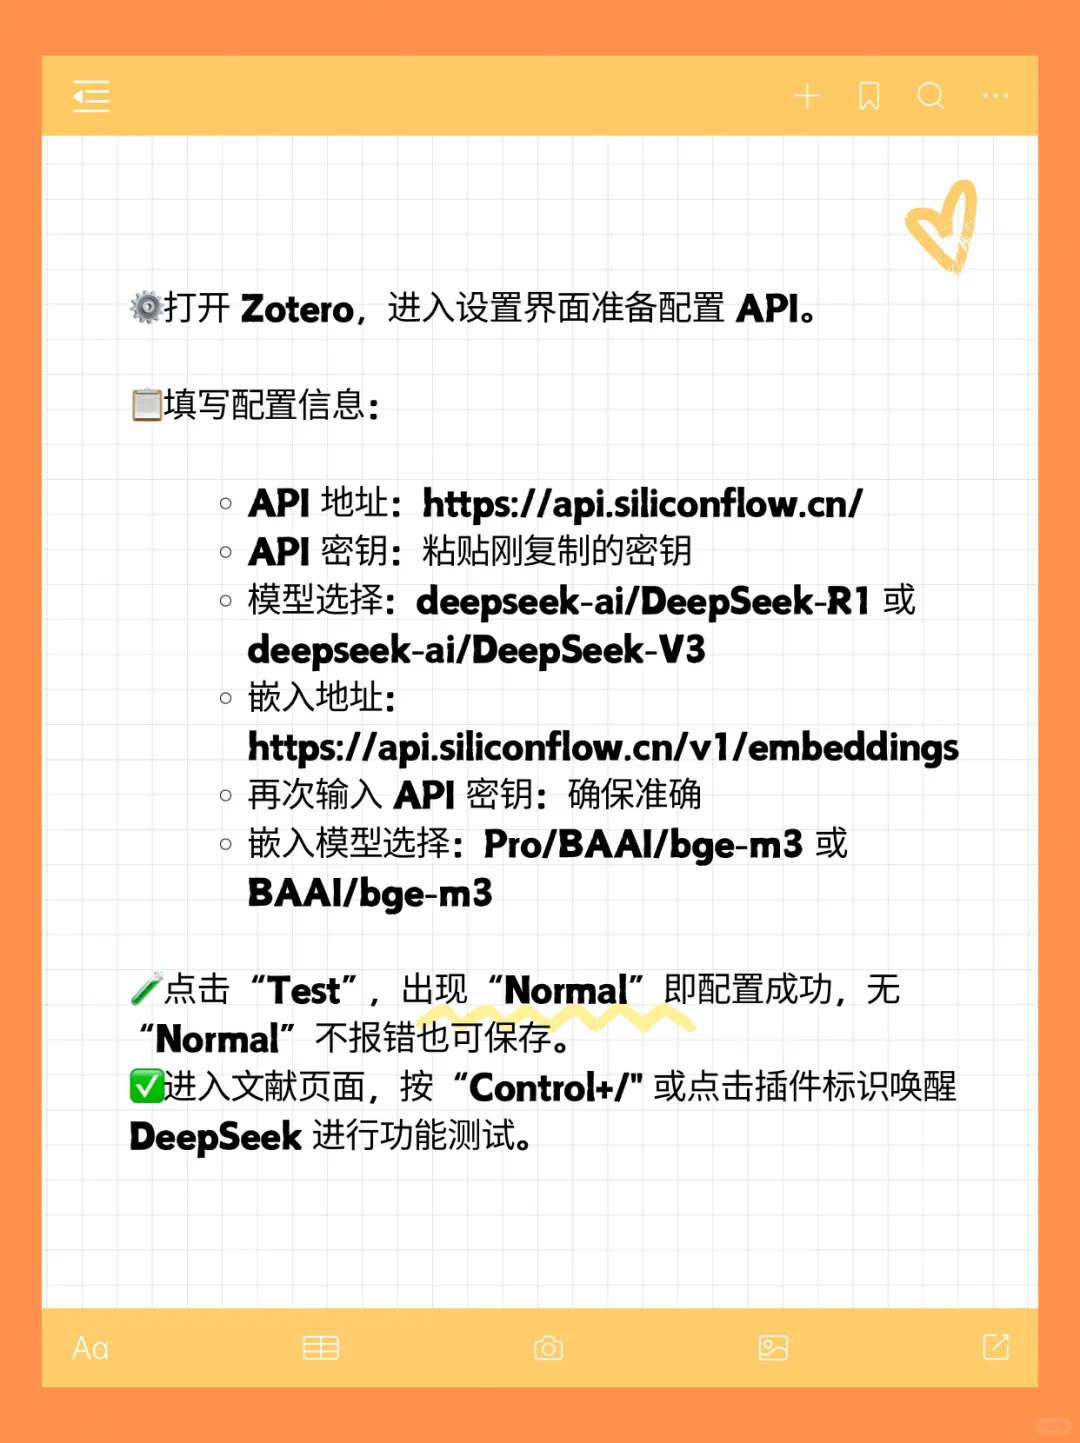 ⚙️打开 Zotero，进入设置界面准备配置 API。
📋填写配置信息：
API 地址：https://api.siliconflow.cn/
API 密钥：粘贴刚复制的密钥
模型选择：deepseek-ai/DeepSeek-R1 或
deepseek-ai/DeepSeek-V3
嵌入地址：
https://api.siliconflow.cn/v1/embeddings
再次输入 API 密钥：确保准确
嵌入模型选择：Pro/BAAI/bge-m3 或
BAAI/bge-m3
🧪点击“Test”，出现“Normal”即配置成功，无
“Normal”不报错也可保存。
✅进入文献页面，按“Control+/"或点击插件标识唤醒
DeepSeek 进行功能测试。
Aa